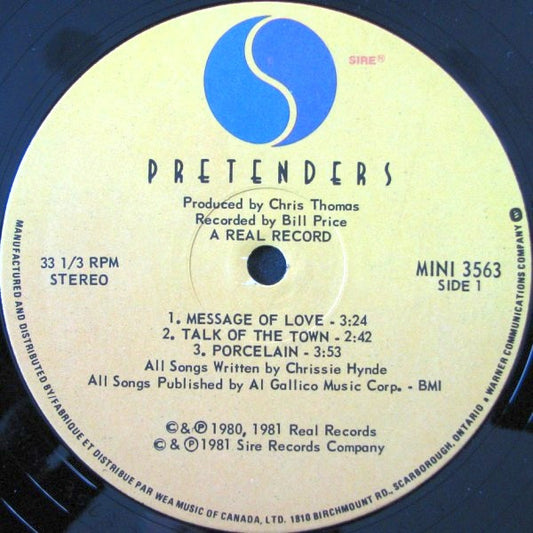 SIRE®
PRETENDERS
Produced by Chris Thomas
Recorded by Bill Price
A REAL RECORD
33 1/3 RPM
STEREO
MINI 3563
SIDE 1
1. MESSAGE OF LOVE - 3:24
2. TALK OF THE TOWN - 2:42
3. PORCELAIN - 3:53
All Songs Written by Chrissie Hynde
All Songs Published by Al Gallico Music Corp. - BMI
© & ℗ 1980, 1981 Real Records
© & ℗ 1981 Sire Records Company
MANUFACTURED AND DISTRIBUTED BY/FABRIQUE ET DISTRIBUE PAR WEA MUSIC OF CANADA, LTD. 1810 BIRCHMOUNT RD., SCARBOROUGH, ONTARIO ▲ WARNER COMMUNICATIONS COMPANY